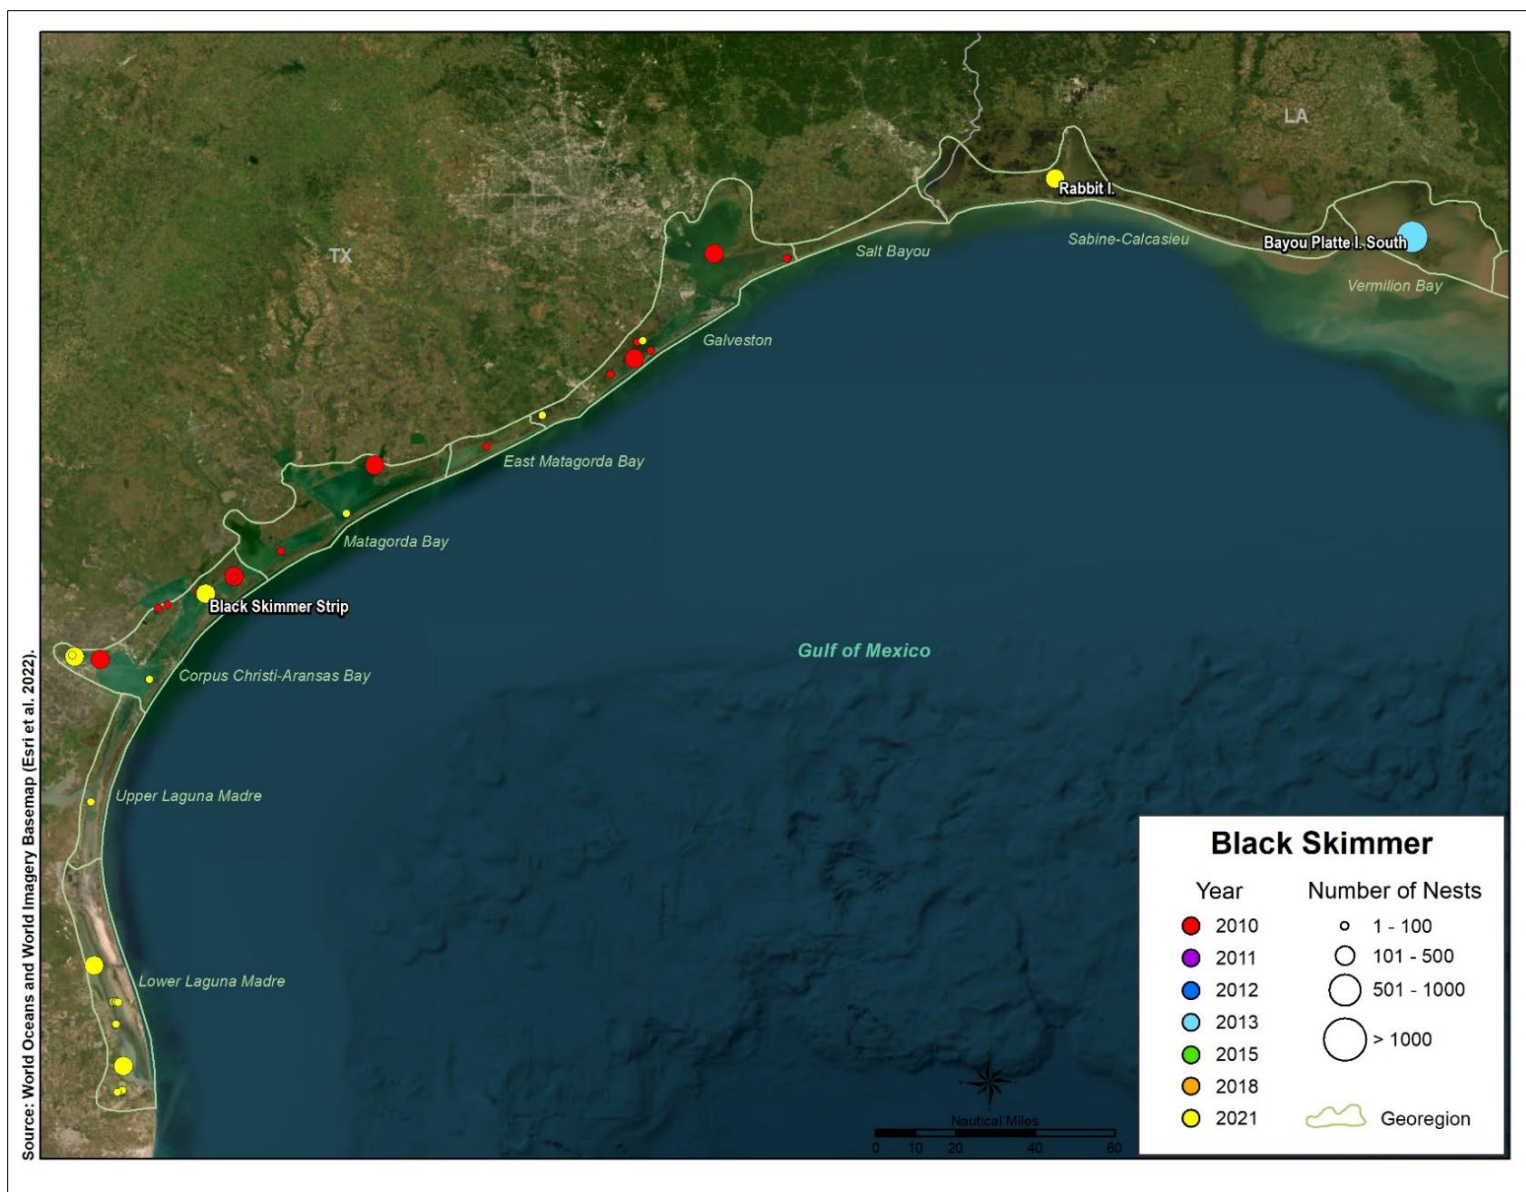 LA
TX
Rabbit I.
Bayou Platte I. South
Salt Bayou
Sabine-Calcasieu
Vermilion Bay
Galveston
East Matagorda Bay
Matagorda Bay
Black Skimmer Strip
Gulf of Mexico
Corpus Christi-Aransas Bay
Upper Laguna Madre
Lower Laguna Madre
Nautical Miles
0 10 20 40 60
Black Skimmer
Year
2010
2011
2012
2013
2015
2018
2021
Number of Nests
1 - 100
101 - 500
501 - 1000
> 1000
Georegion
Source: World Oceans and World Imagery Basemap (Esri et al. 2022).